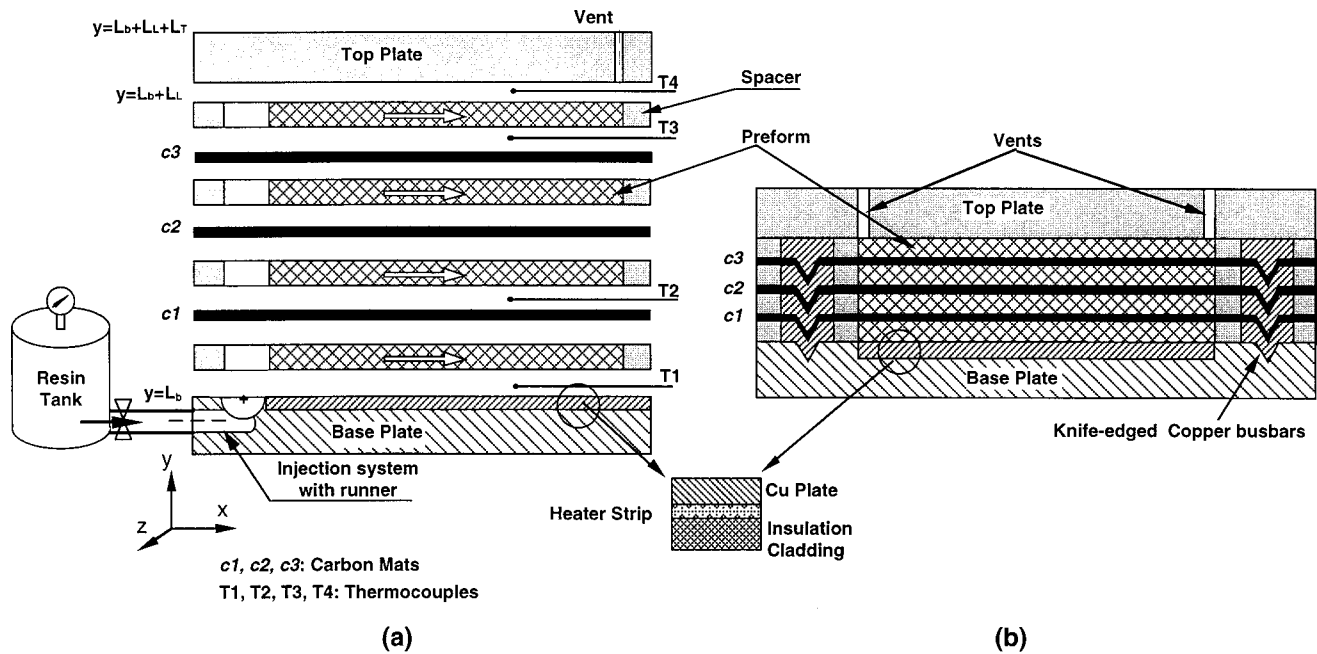 y=Lb+LL+LT
Vent
Top Plate
T4
y=Lb+LL
Spacer
T3
c3
Preform
Vents
Top Plate
c2
c3
T2
c2
c1
c1
Resin
Tank
T1
y=Lb
Base Plate
Base Plate
Injection system
with runner
Knife-edged Copper busbars
y
x
z
Cu Plate
Heater Strip
Insulation
Cladding
c1, c2, c3: Carbon Mats
T1, T2, T3, T4: Thermocouples
(a)
(b)